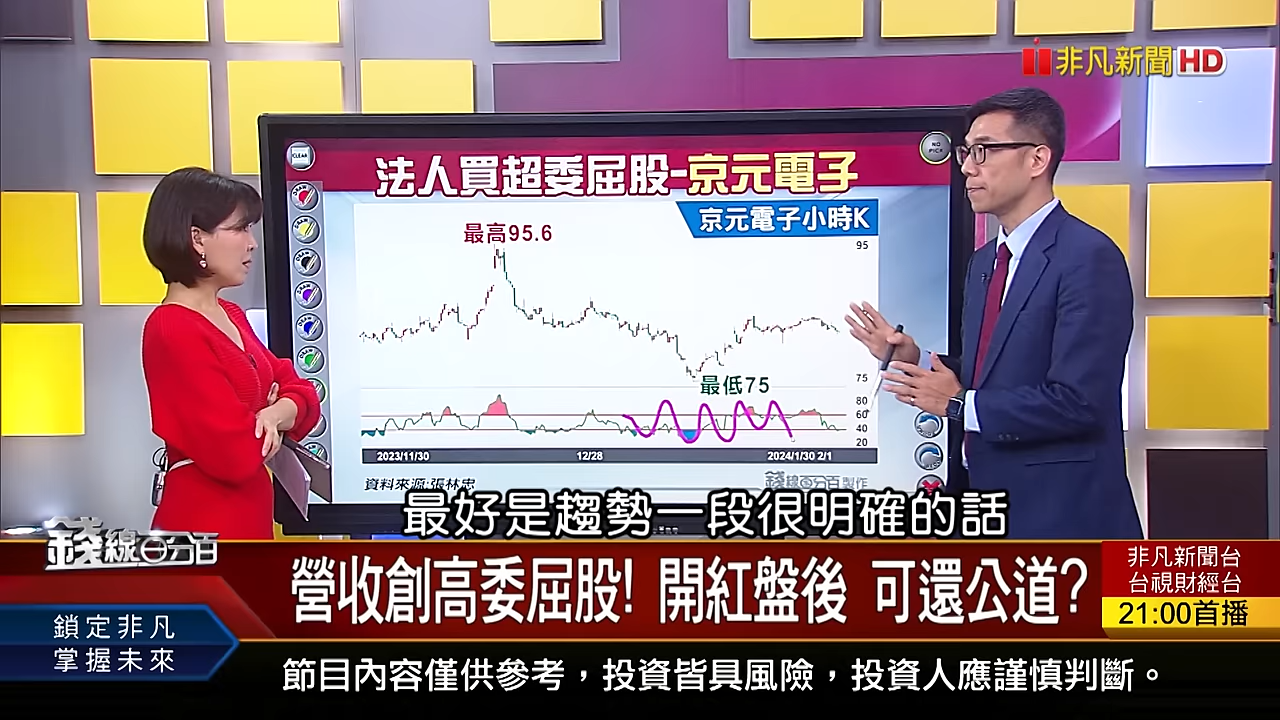 非凡新聞HD
CLEAR
NO PICK
法人買超委屈股-京元電子
京元電子小時K
最高95.6
95
最低75
75
80
60
40
20
2023/11/30
12/28
2024/1/30 2/1
資料來源:張林忠
錢線百分百製作
最好是趨勢一段很明確的話
錢線百分百
營收創高委屈股! 開紅盤後 可還公道?
非凡新聞台
台視財經台
21:00首播
鎖定非凡
掌握未來
節目內容僅供參考，投資皆具風險，投資人應謹慎判斷。